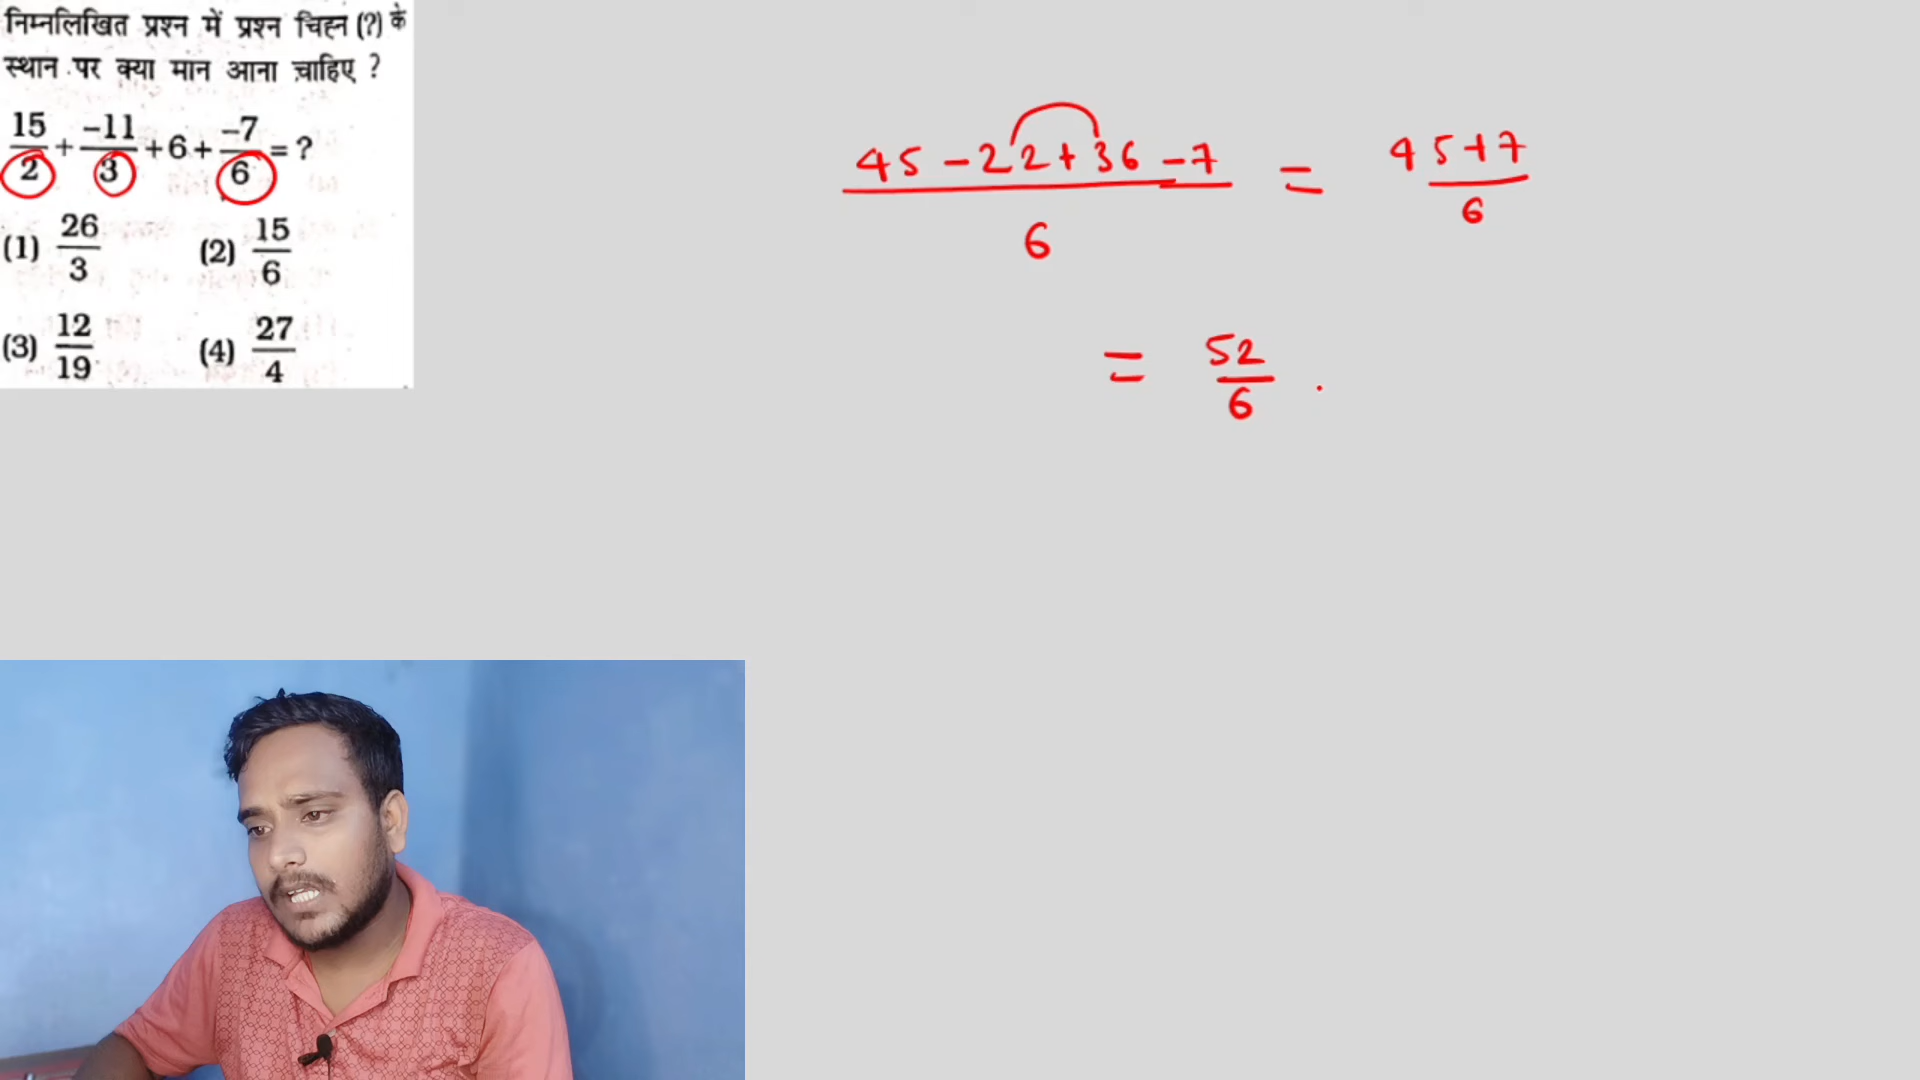 निम्नलिखित प्रश्न में प्रश्न चिह्न (?) के
स्थान पर क्या मान आना चाहिए ?
15/2 + -11/3 + 6 + -7/6 = ?
(1) 26/3 (2) 15/6
(3) 12/19 (4) 27/4
45 - 22 + 36 - 7 / 6 = 45 + 7 / 6
= 52/6